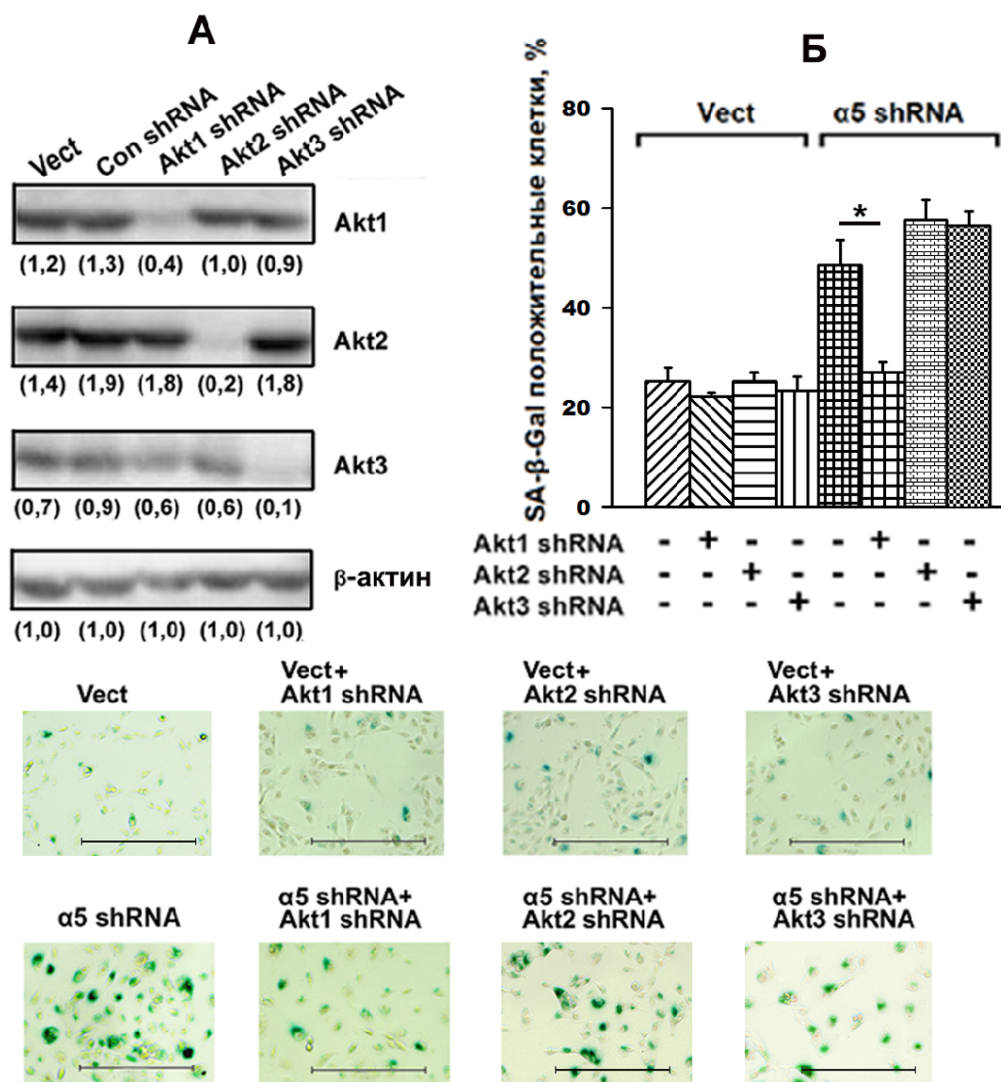 А
Vect
Con shRNA
Akt1 shRNA
Akt2 shRNA
Akt3 shRNA
Akt1
(1,2) (1,3) (0,4) (1,0) (0,9)
Akt2
(1,4) (1,9) (1,8) (0,2) (1,8)
Akt3
(0,7) (0,9) (0,6) (0,6) (0,1)
β-актин
(1,0) (1,0) (1,0) (1,0) (1,0)
Б
SA-β-Gal положительные клетки, %
80
60
40
20
0
Vect α5 shRNA
*
Akt1 shRNA - + - - - + - -
Akt2 shRNA - - + - - - + -
Akt3 shRNA - - - + - - - +
Vect
Vect+
Akt1 shRNA
Vect+
Akt2 shRNA
Vect+
Akt3 shRNA
α5 shRNA
α5 shRNA+
Akt1 shRNA
α5 shRNA+
Akt2 shRNA
α5 shRNA+
Akt3 shRNA